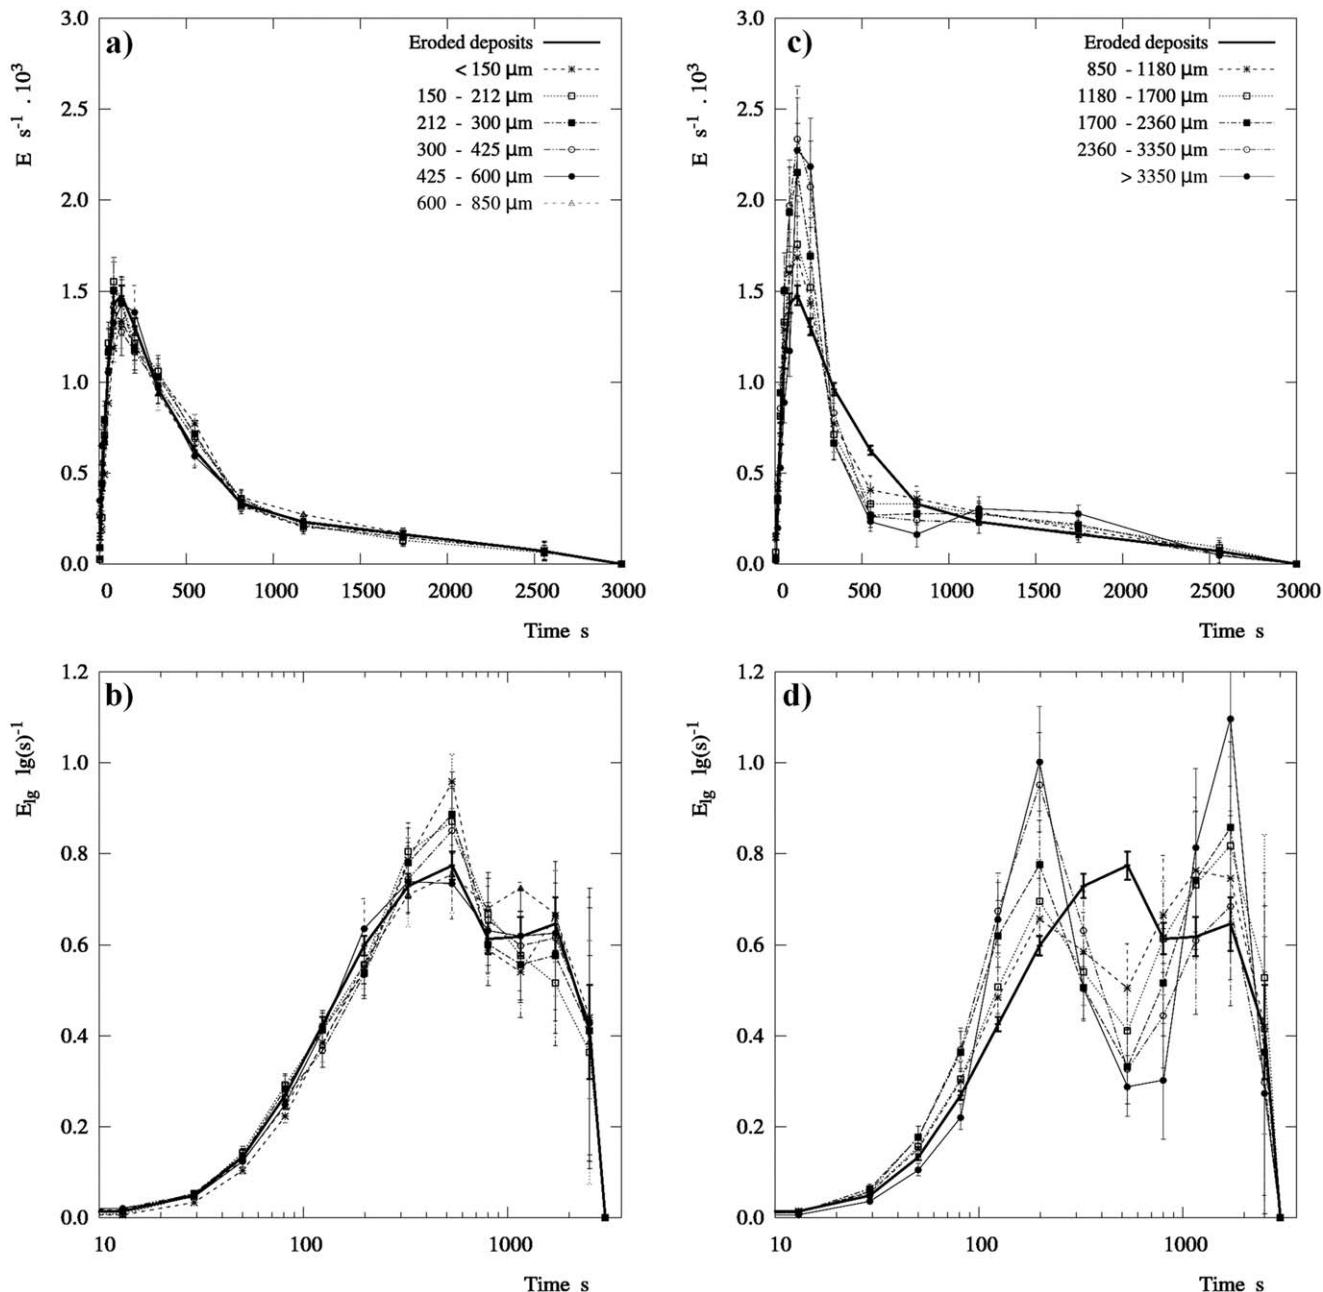 a)
E s⁻¹ . 10³
3.0
2.5
2.0
1.5
1.0
0.5
0.0
Eroded deposits
< 150 μm
150 - 212 μm
212 - 300 μm
300 - 425 μm
425 - 600 μm
600 - 850 μm
0 500 1000 1500 2000 2500 3000
Time s
c)
E s⁻¹ . 10³
3.0
2.5
2.0
1.5
1.0
0.5
0.0
Eroded deposits
850 - 1180 μm
1180 - 1700 μm
1700 - 2360 μm
2360 - 3350 μm
> 3350 μm
0 500 1000 1500 2000 2500 3000
Time s
b)
E_lg lg(s)⁻¹
1.2
1.0
0.8
0.6
0.4
0.2
0.0
10 100 1000
Time s
d)
E_lg lg(s)⁻¹
1.2
1.0
0.8
0.6
0.4
0.2
0.0
10 100 1000
Time s